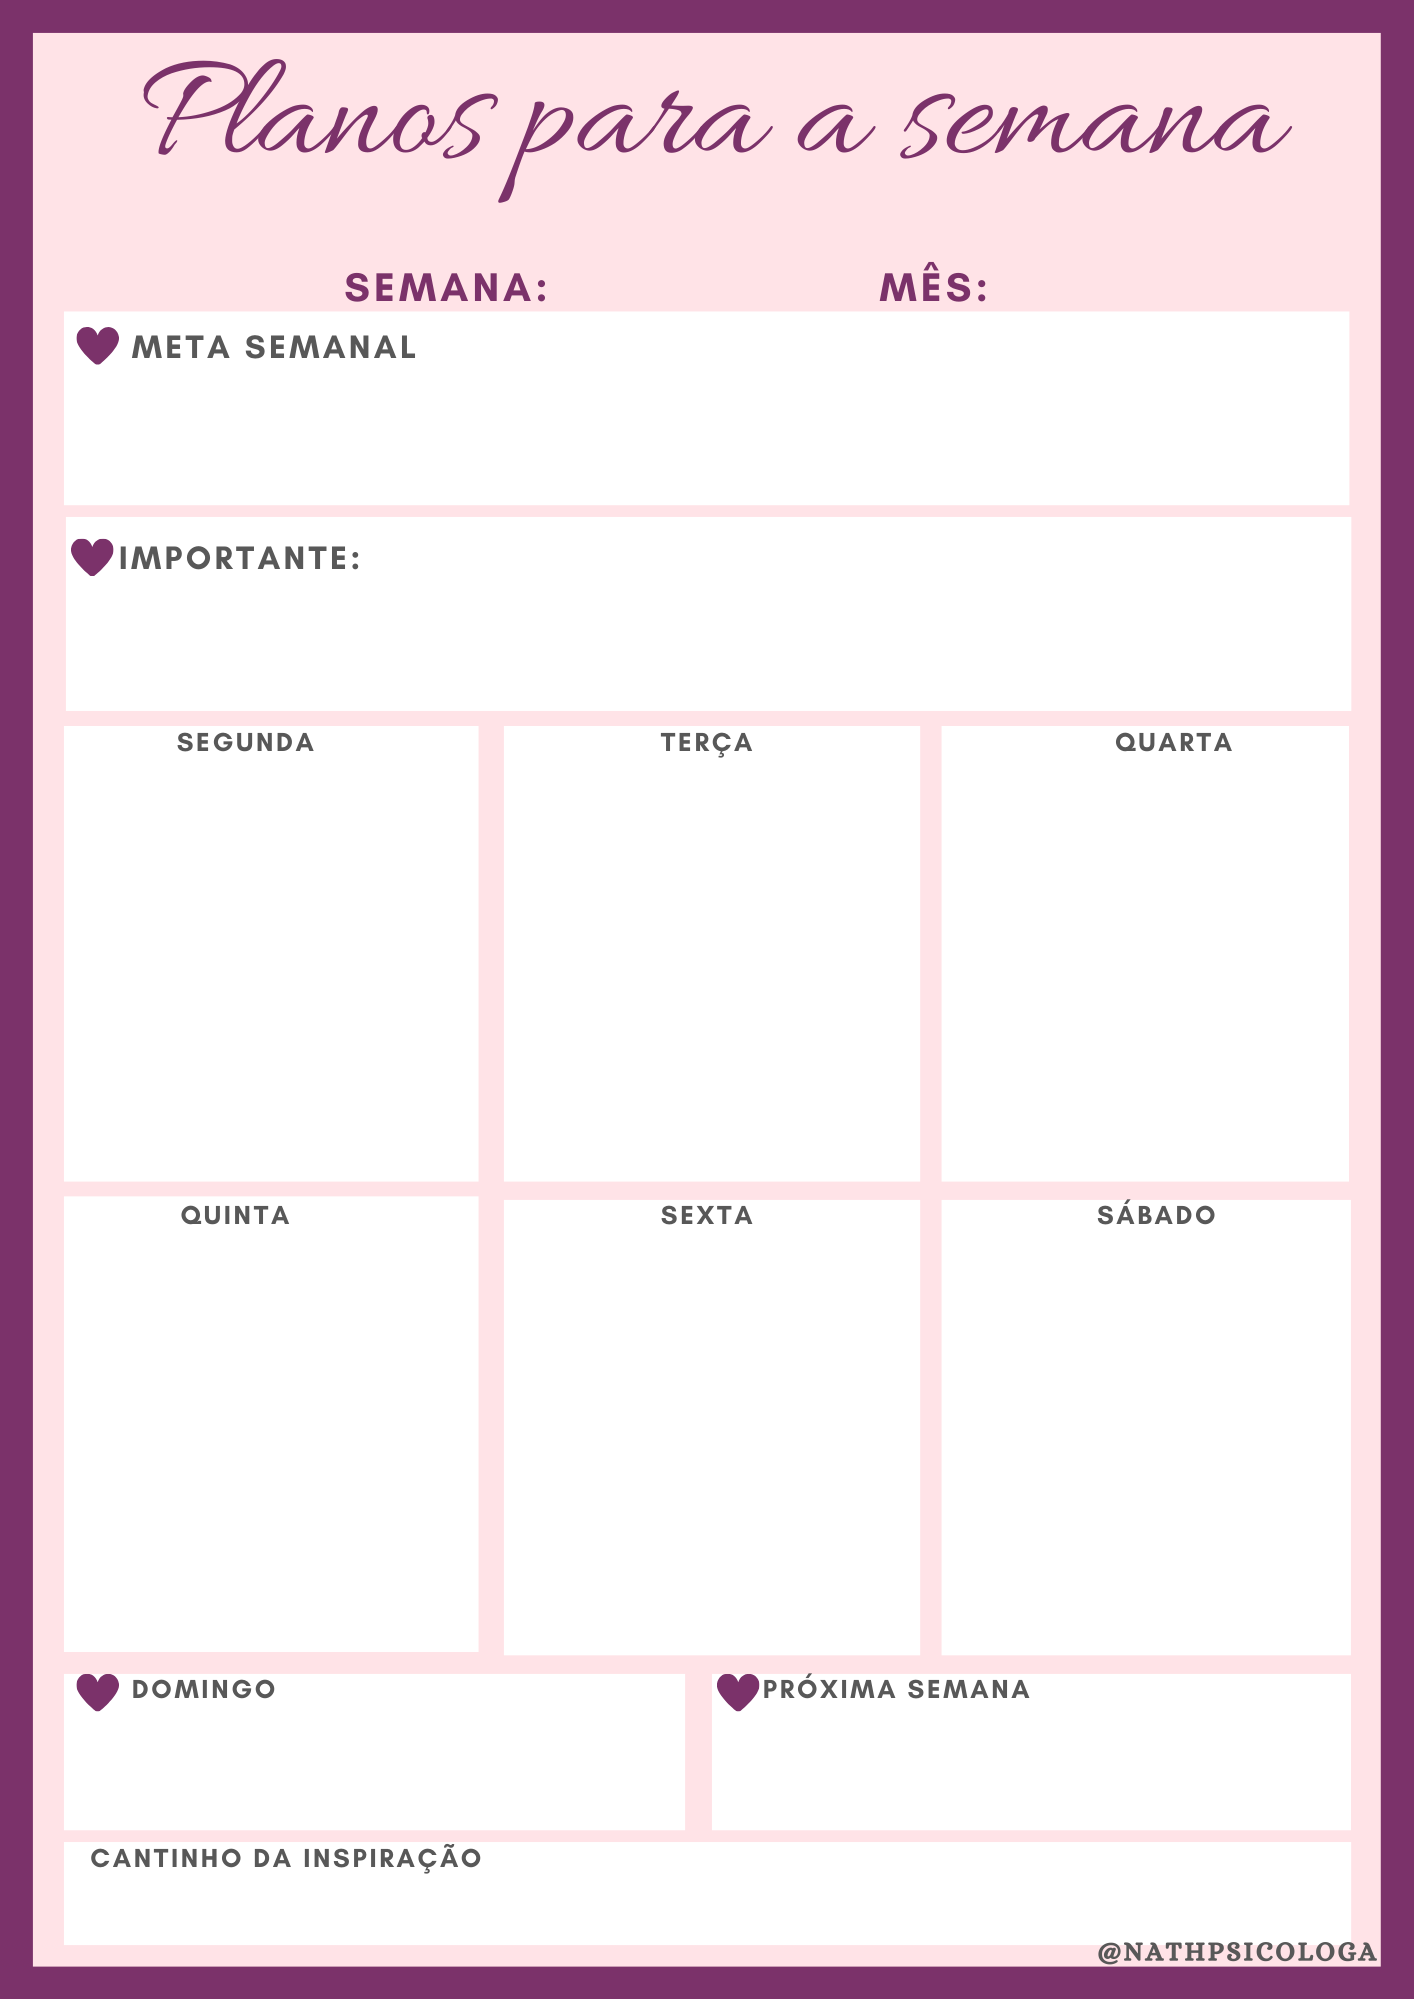 Planos para a semana
SEMANA: MÊS:
META SEMANAL
IMPORTANTE:
SEGUNDA TERÇA QUARTA
QUINTA SEXTA SÁBADO
DOMINGO PRÓXIMA SEMANA
CANTINHO DA INSPIRAÇÃO
@NATHPSICOLOGA